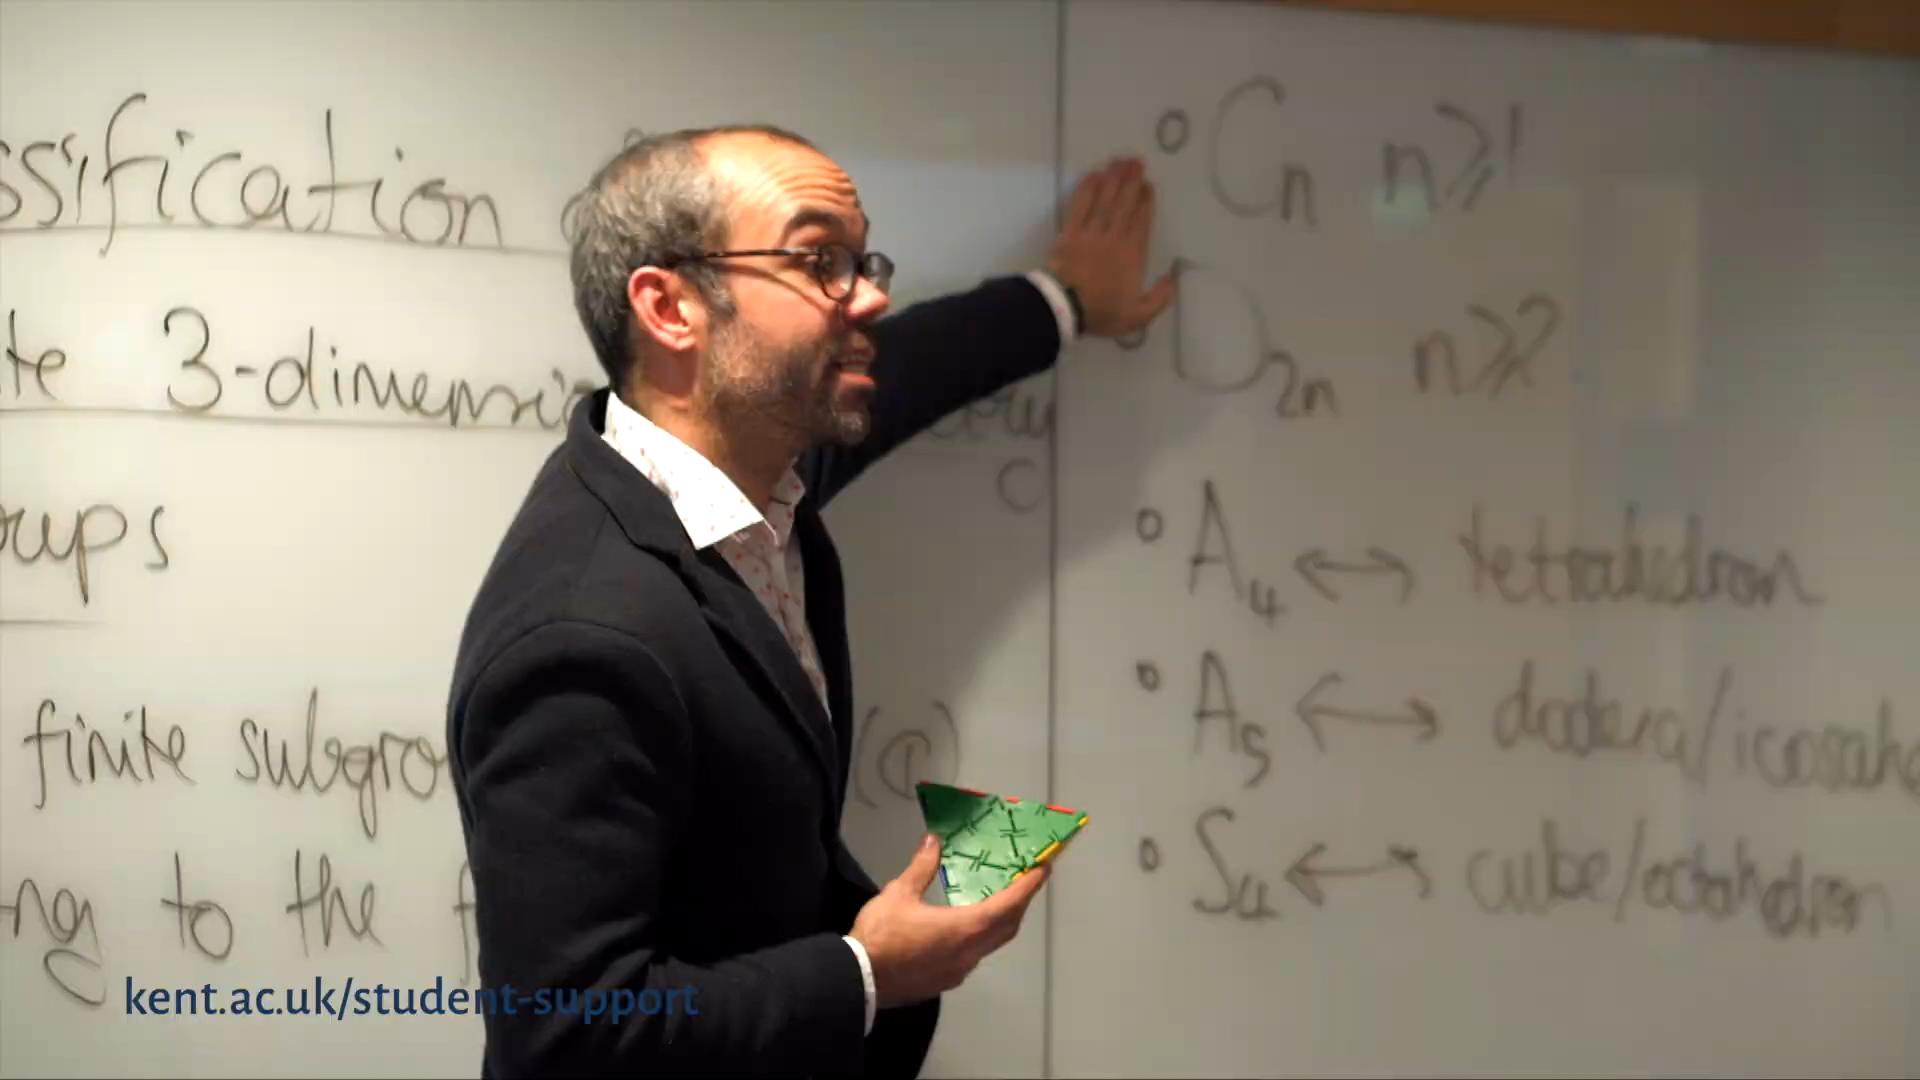 ssification
te 3-dimensio
oups
finite subgro (C)
ng to the f
Cn n⩾1
D2n n⩾2
A4 ↔ tetrahedron
A5 ↔ dodeca/icosahe
S4 ↔ cube/octahedron
kent.ac.uk/student-support